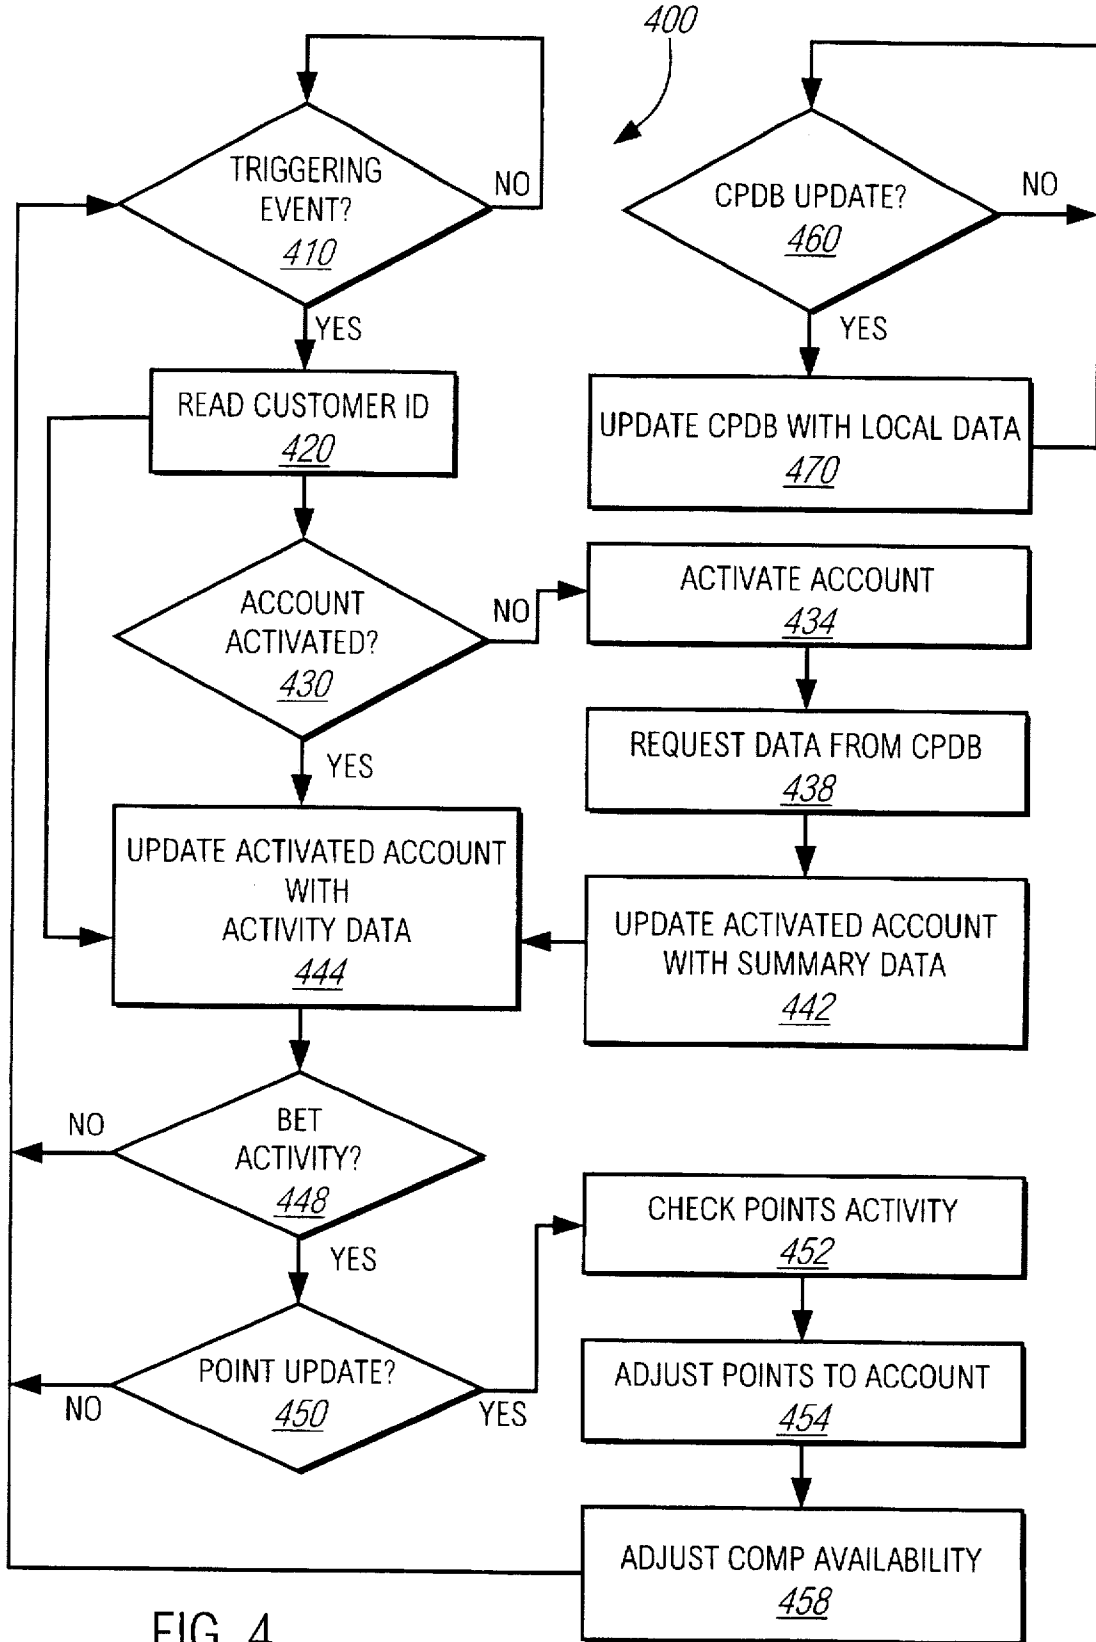 400
TRIGGERING
EVENT?
410
NO
YES
READ CUSTOMER ID
420
ACCOUNT
ACTIVATED?
430
NO
YES
UPDATE ACTIVATED ACCOUNT
WITH
ACTIVITY DATA
444
BET
ACTIVITY?
448
NO
YES
POINT UPDATE?
450
NO
YES
CPDB UPDATE?
460
NO
YES
UPDATE CPDB WITH LOCAL DATA
470
ACTIVATE ACCOUNT
434
REQUEST DATA FROM CPDB
438
UPDATE ACTIVATED ACCOUNT
WITH SUMMARY DATA
442
CHECK POINTS ACTIVITY
452
ADJUST POINTS TO ACCOUNT
454
ADJUST COMP AVAILABILITY
458
FIG. 4